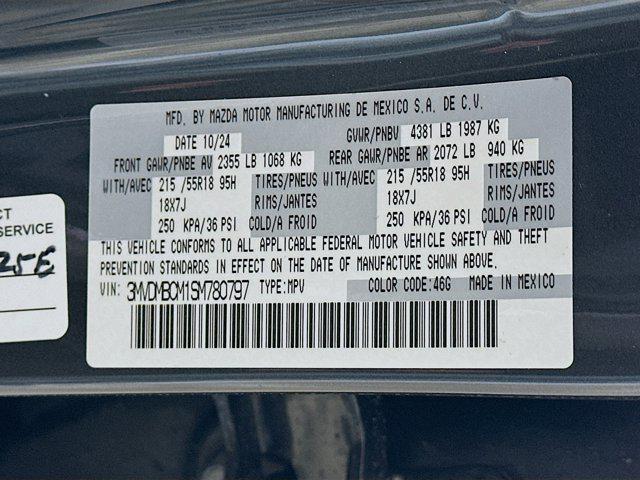 MFD. BY MAZDA MOTOR MANUFACTURING DE MEXICO S.A. DE C.V.
DATE 10/24 GVWR/PNBV 4381 LB 1987 KG
FRONT GAWR/PNBE AV 2355 LB 1068 KG REAR GAWR/PNBE AR 2072 LB 940 KG
WITH/AVEC 215 /55R18 95H TIRES/PNEUS WITH/AVEC 215 /55R18 95H TIRES/PNEUS
18X7J RIMS/JANTES 18X7J RIMS/JANTES
250 KPA/36 PSI COLD/A FROID 250 KPA/36 PSI COLD/A FROID
THIS VEHICLE CONFORMS TO ALL APPLICABLE FEDERAL MOTOR VEHICLE SAFETY AND THEFT
PREVENTION STANDARDS IN EFFECT ON THE DATE OF MANUFACTURE SHOWN ABOVE.
VIN: 3MVDMBCM1SM780797 TYPE:MPV COLOR CODE:46G MADE IN MEXICO
CT
SERVICE
25E